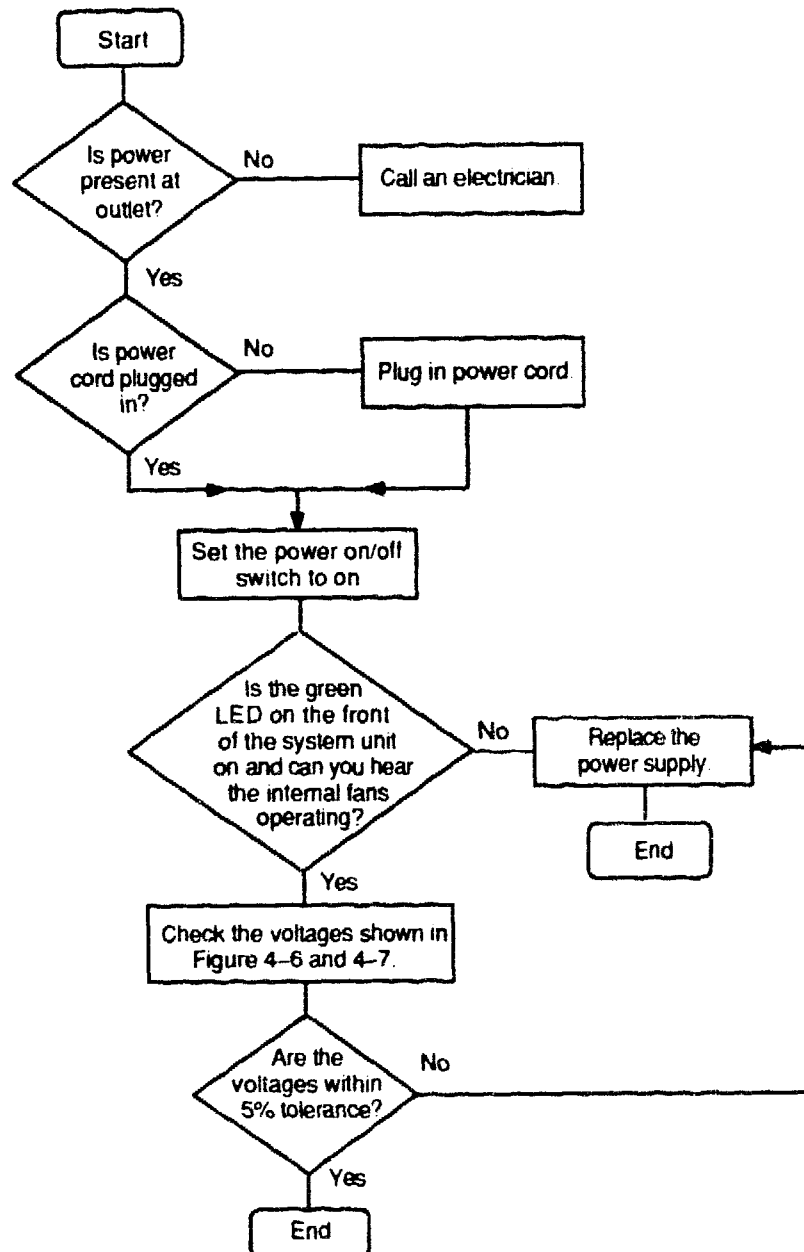 Start
Is power
present at
outlet?
No
Call an electrician.
Yes
Is power
cord plugged
in?
No
Plug in power cord.
Yes
Set the power on/off
switch to on
Is the green
LED on the front
of the system unit
on and can you hear
the internal fans
operating?
No
Replace the
power supply.
End
Yes
Check the voltages shown in
Figure 4–6 and 4–7.
Are the
voltages within
5% tolerance?
No
Yes
End